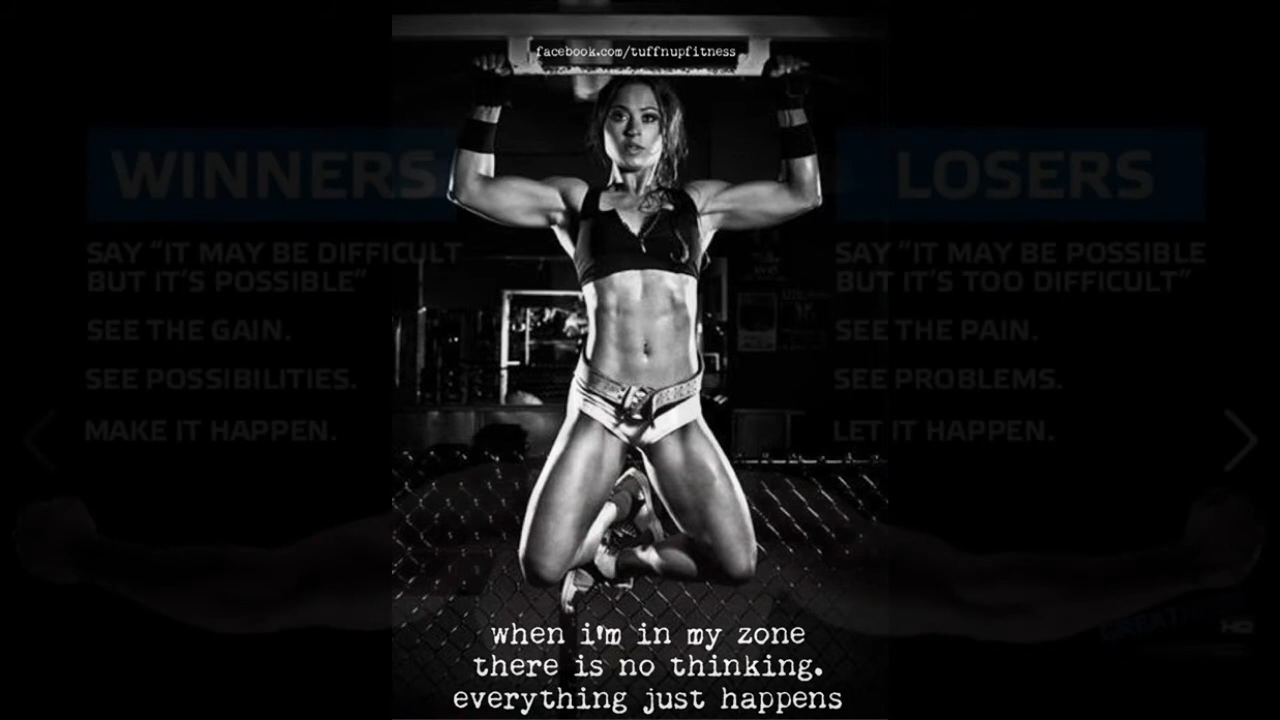 facebook.com/tuffnupfitness
WINNERS
SAY "IT MAY BE DIFFICULT
BUT IT'S POSSIBLE"
SEE THE GAIN.
SEE POSSIBILITIES.
MAKE IT HAPPEN.
LOSERS
SAY "IT MAY BE POSSIBLE
BUT IT'S TOO DIFFICULT"
SEE THE PAIN.
SEE PROBLEMS.
LET IT HAPPEN.
HQ
when i'm in my zone
there is no thinking.
everything just happens